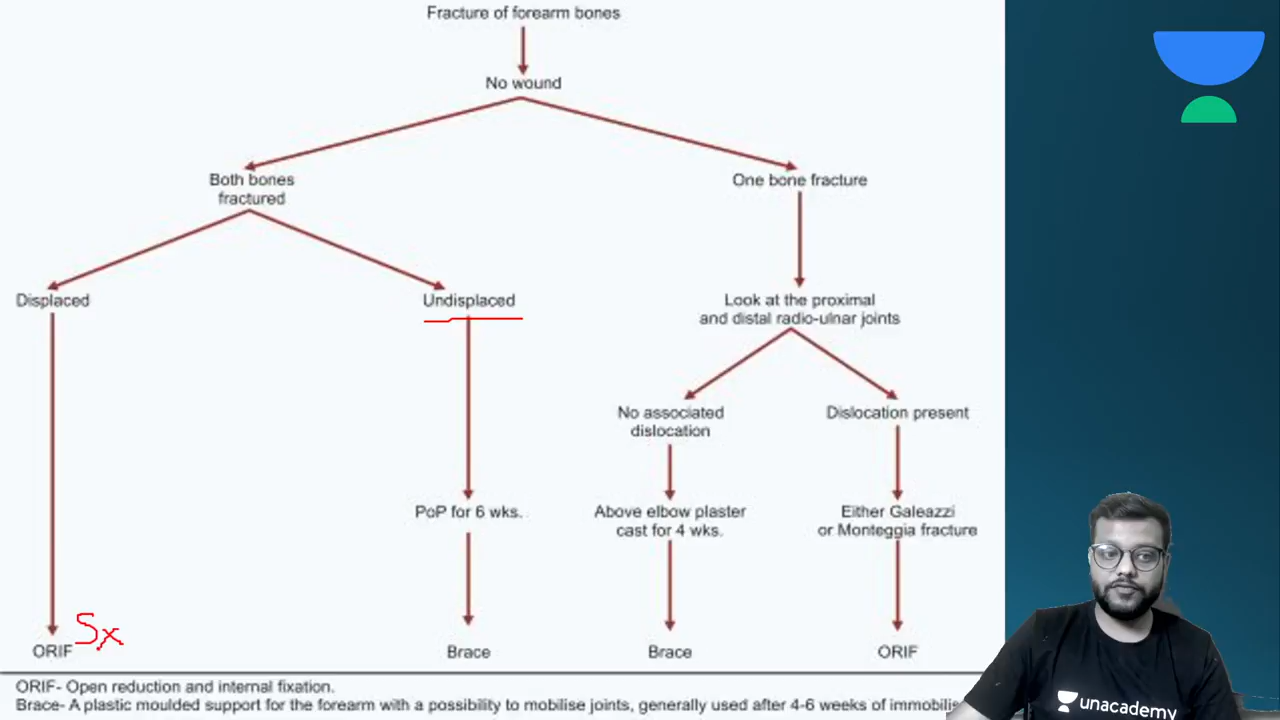 Fracture of forearm bones
No wound
Both bones
fractured
One bone fracture
Displaced
Undisplaced
Look at the proximal
and distal radio-ulnar joints
No associated
dislocation
Dislocation present
PoP for 6 wks.
Above elbow plaster
cast for 4 wks.
Either Galeazzi
or Monteggia fracture
ORIF
Sx
Brace
Brace
ORIF
ORIF- Open reduction and internal fixation.
Brace- A plastic moulded support for the forearm with a possibility to mobilise joints, generally used after 4-6 weeks of immobilis
unacademy